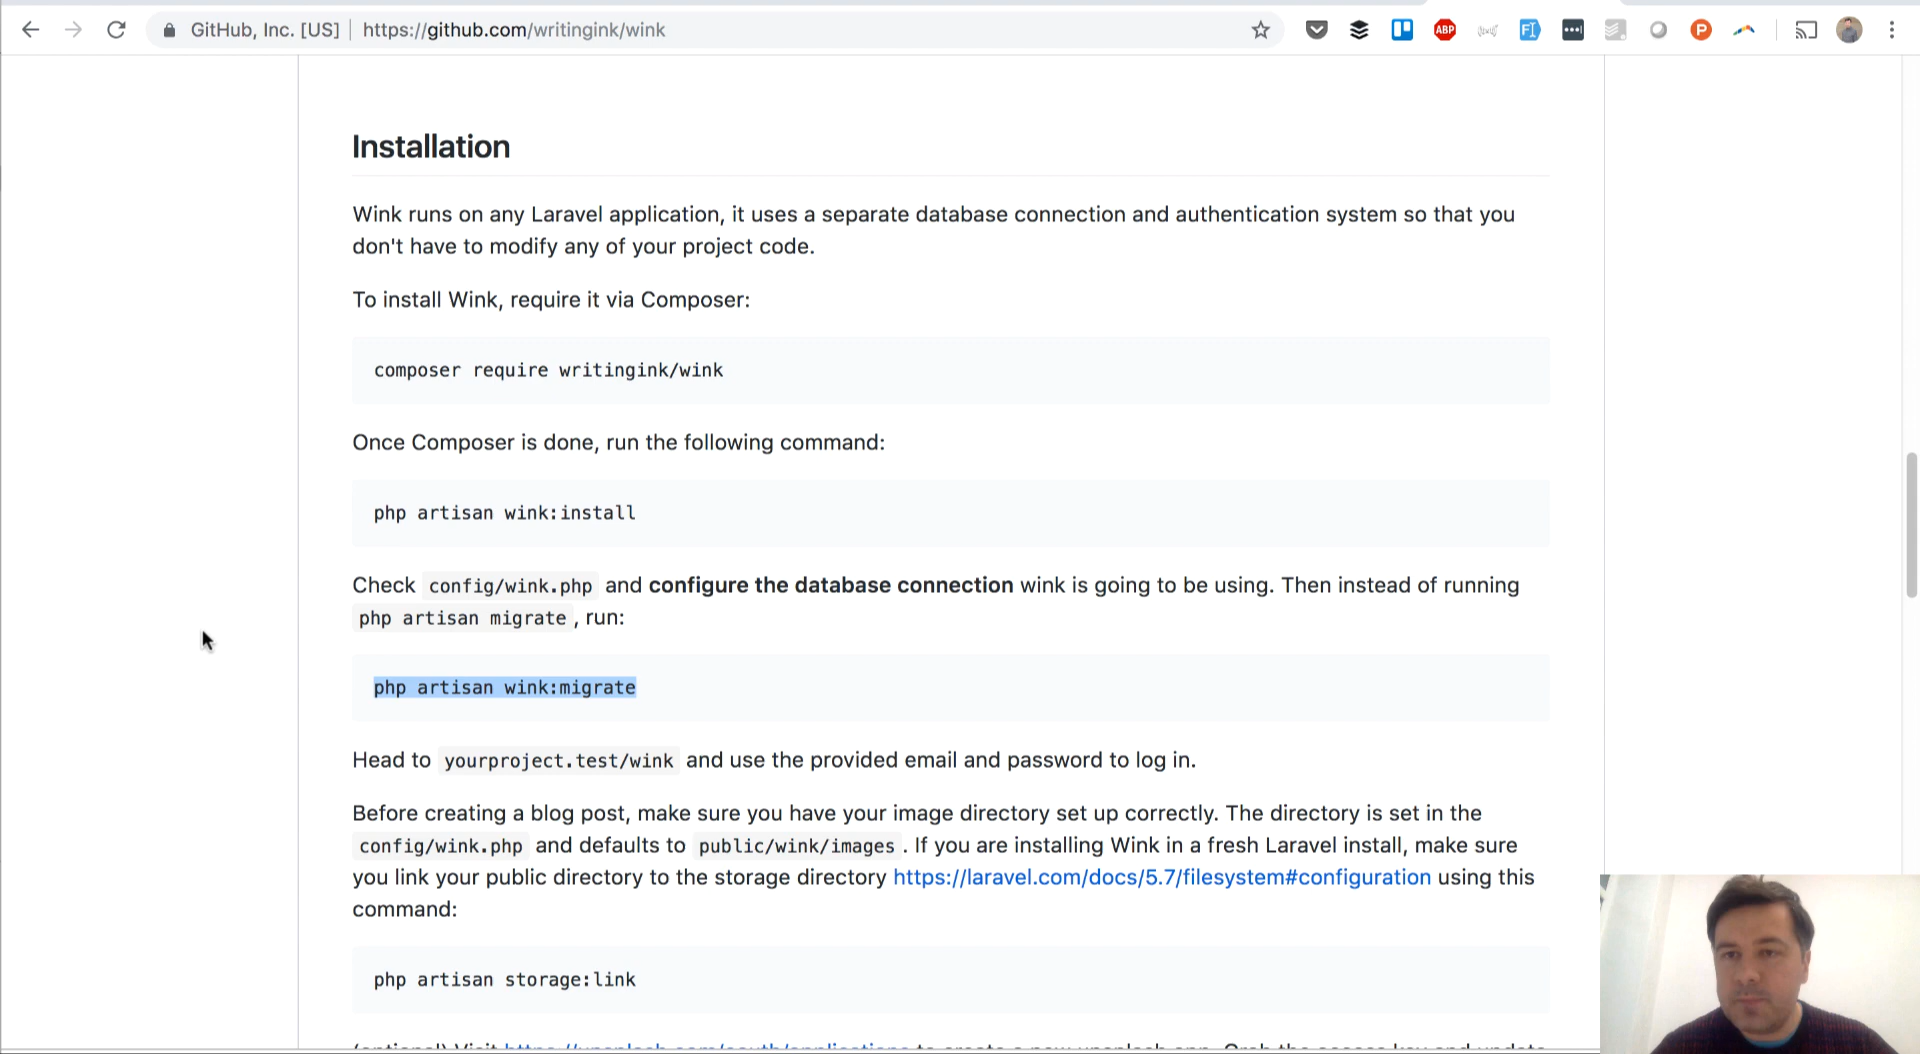 GitHub, Inc. [US] | https://github.com/writingink/wink
ABP
P
Installation
Wink runs on any Laravel application, it uses a separate database connection and authentication system so that you
don't have to modify any of your project code.
To install Wink, require it via Composer:
composer require writingink/wink
Once Composer is done, run the following command:
php artisan wink:install
Check config/wink.php and configure the database connection wink is going to be using. Then instead of running
php artisan migrate , run:
php artisan wink:migrate
Head to yourproject.test/wink and use the provided email and password to log in.
Before creating a blog post, make sure you have your image directory set up correctly. The directory is set in the
config/wink.php and defaults to public/wink/images . If you are installing Wink in a fresh Laravel install, make sure
you link your public directory to the storage directory https://laravel.com/docs/5.7/filesystem#configuration using this
command:
php artisan storage:link